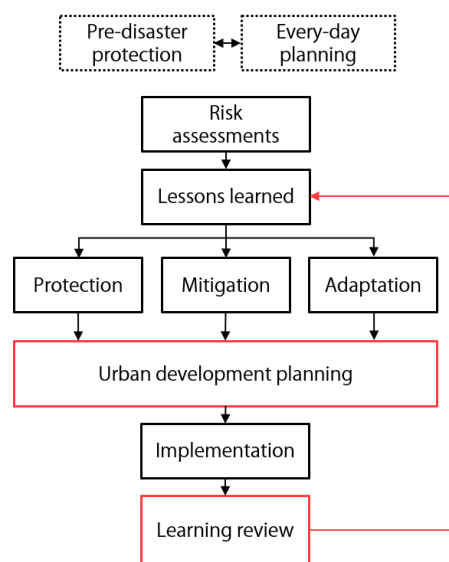 Pre-disaster
protection
Every-day
planning
Risk
assessments
Lessons learned
Protection
Mitigation
Adaptation
Urban development planning
Implementation
Learning review